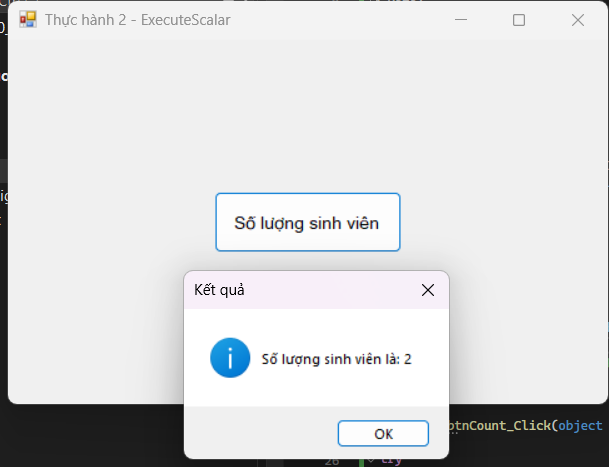 Thực hành 2 - ExecuteScalar
Số lượng sinh viên
Kết quả
Số lượng sinh viên là: 2
OK
btnCount_Click(object
26
try